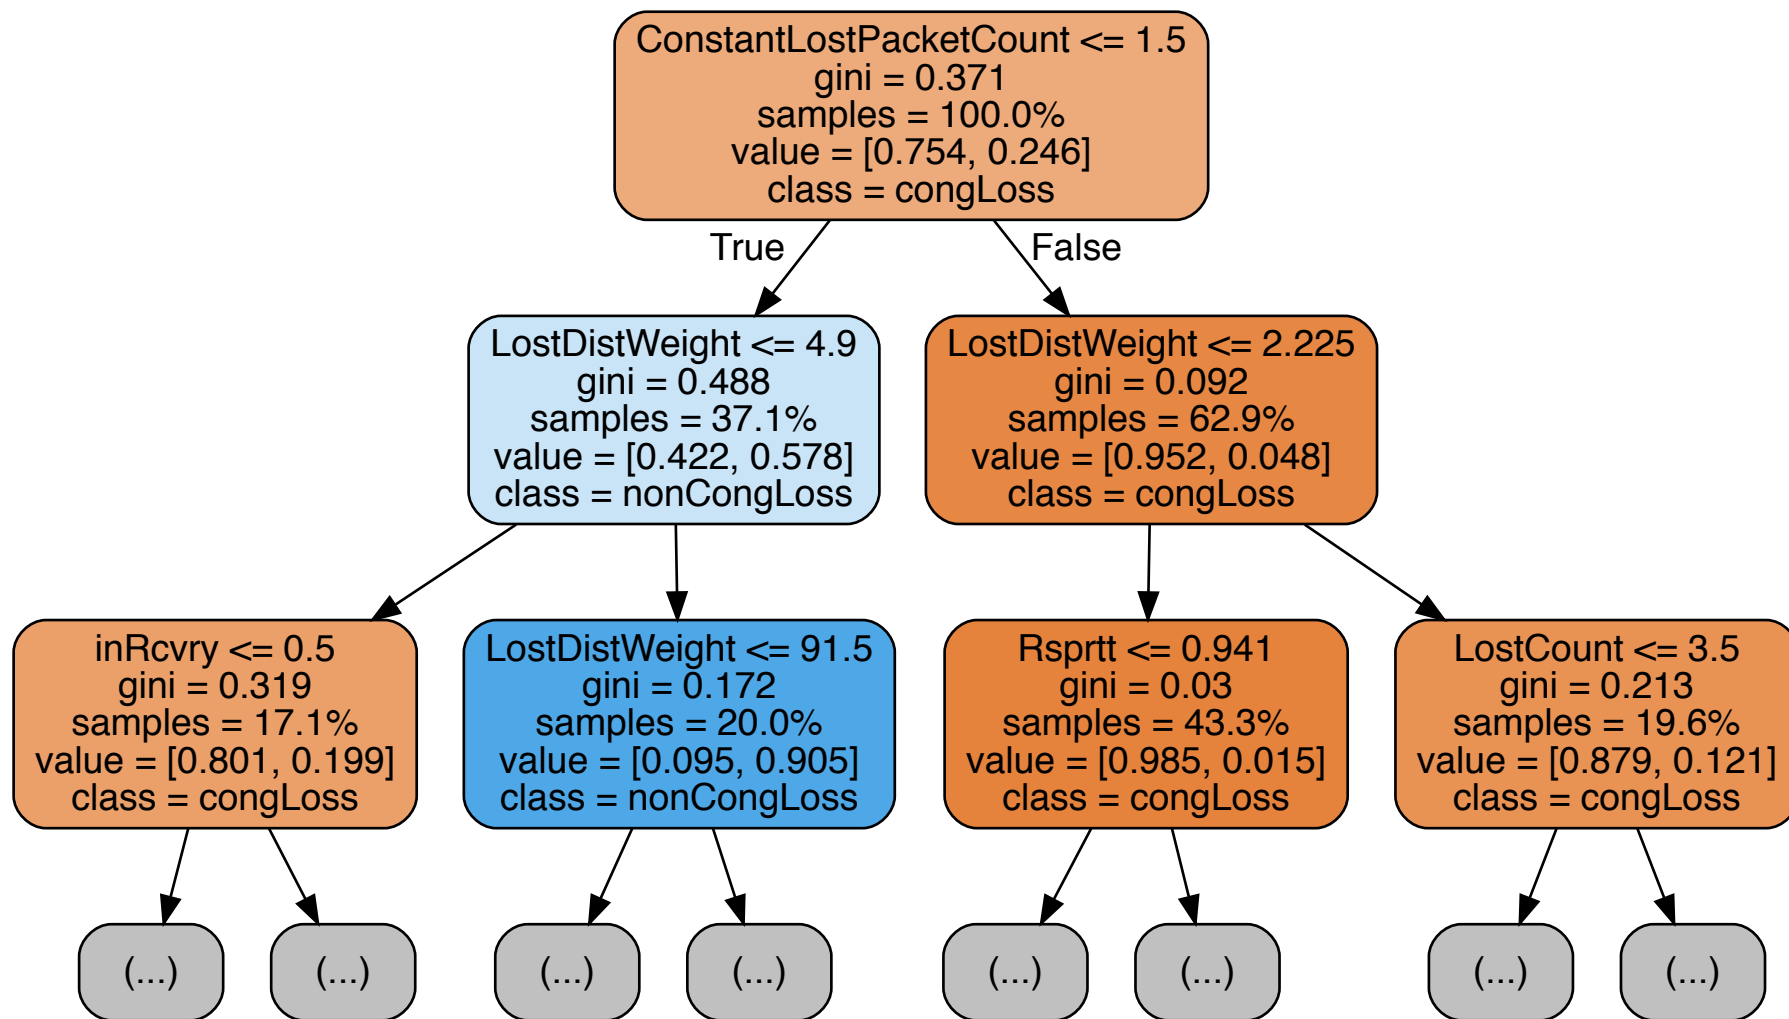 ConstantLostPacketCount <= 1.5
gini = 0.371
samples = 100.0%
value = [0.754, 0.246]
class = congLoss
True
False
LostDistWeight <= 4.9
gini = 0.488
samples = 37.1%
value = [0.422, 0.578]
class = nonCongLoss
LostDistWeight <= 2.225
gini = 0.092
samples = 62.9%
value = [0.952, 0.048]
class = congLoss
inRcvry <= 0.5
gini = 0.319
samples = 17.1%
value = [0.801, 0.199]
class = congLoss
LostDistWeight <= 91.5
gini = 0.172
samples = 20.0%
value = [0.095, 0.905]
class = nonCongLoss
Rsprtt <= 0.941
gini = 0.03
samples = 43.3%
value = [0.985, 0.015]
class = congLoss
LostCount <= 3.5
gini = 0.213
samples = 19.6%
value = [0.879, 0.121]
class = congLoss
(...)
(...)
(...)
(...)
(...)
(...)
(...)
(...)